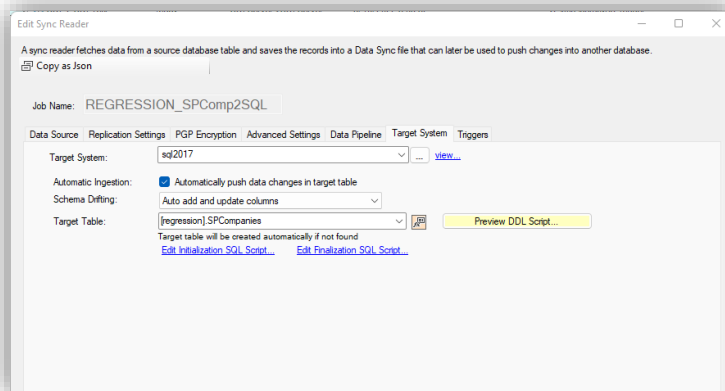 Edit Sync Reader
A sync reader fetches data from a source database table and saves the records into a Data Sync file that can later be used to push changes into another database.
Copy as Json
Job Name: REGRESSION_SPComp2SQL
Data Source Replication Settings PGP Encryption Advanced Settings Data Pipeline Target System Triggers
Target System: sql2017 ... view...
Automatic Ingestion: Automatically push data changes in target table
Schema Drifting: Auto add and update columns
Target Table: [regression].SPCompanies Preview DDL Script...
Target table will be created automatically if not found
Edit Initialization SQL Script... Edit Finalization SQL Script...